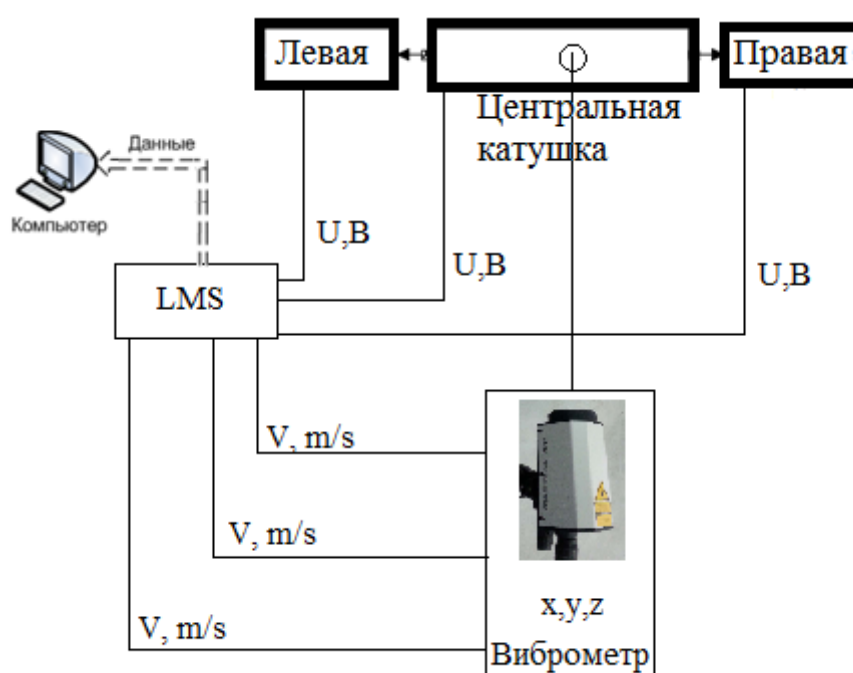 Левая
Правая
Центральная
катушка
Данные
Компьютер
U,В
U,В
U,В
LMS
V, m/s
V, m/s
V, m/s
x,y,z
Виброметр